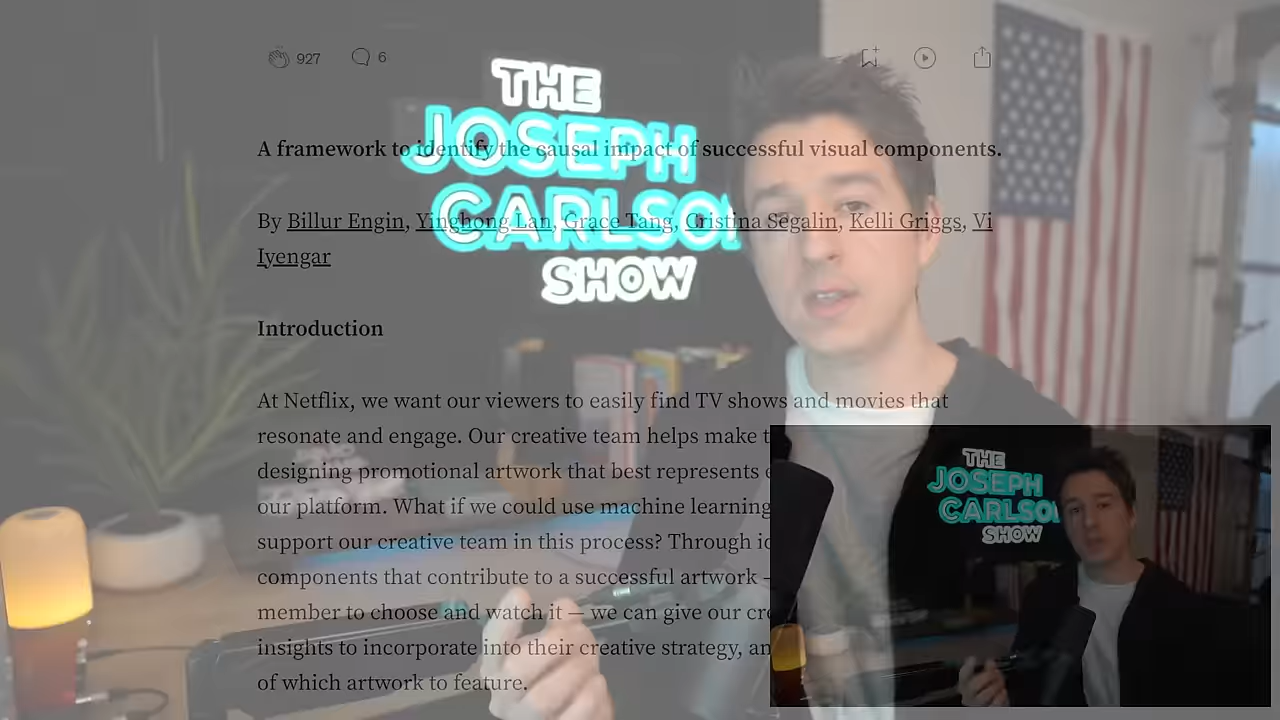 927 6
THE
JOSEPH
CARLSON
SHOW
A framework to identify the causal impact of successful visual components.
By Billur Engin, Yinghong Lan, Grace Tang, Cristina Segalin, Kelli Griggs, Vi
Iyengar
Introduction
At Netflix, we want our viewers to easily find TV shows and movies that
resonate and engage. Our creative team helps make
designing promotional artwork that best represents
our platform. What if we could use machine learning
support our creative team in this process? Through
components that contribute to a successful artwork –
member to choose and watch it — we can give our
insights to incorporate into their creative strategy,
of which artwork to feature.
THE
JOSEPH
CARLSON
SHOW